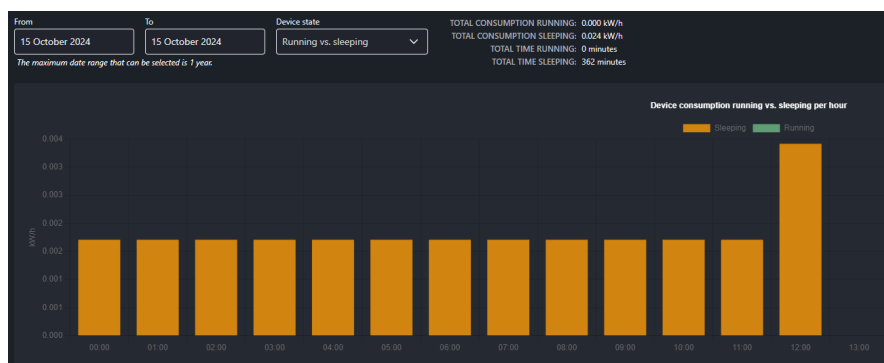 From
To
Device state
15 October 2024
15 October 2024
Running vs. sleeping
The maximum date range that can be selected is 1 year.
TOTAL CONSUMPTION RUNNING: 0.000 kW/h
TOTAL CONSUMPTION SLEEPING: 0.024 kW/h
TOTAL TIME RUNNING: 0 minutes
TOTAL TIME SLEEPING: 362 minutes
Device consumption running vs. sleeping per hour
Sleeping
Running
0.004
0.003
0.003
0.002
0.002
0.001
0.001
0.000
kW/h
00:00 01:00 02:00 03:00 04:00 05:00 06:00 07:00 08:00 09:00 10:00 11:00 12:00 13:00